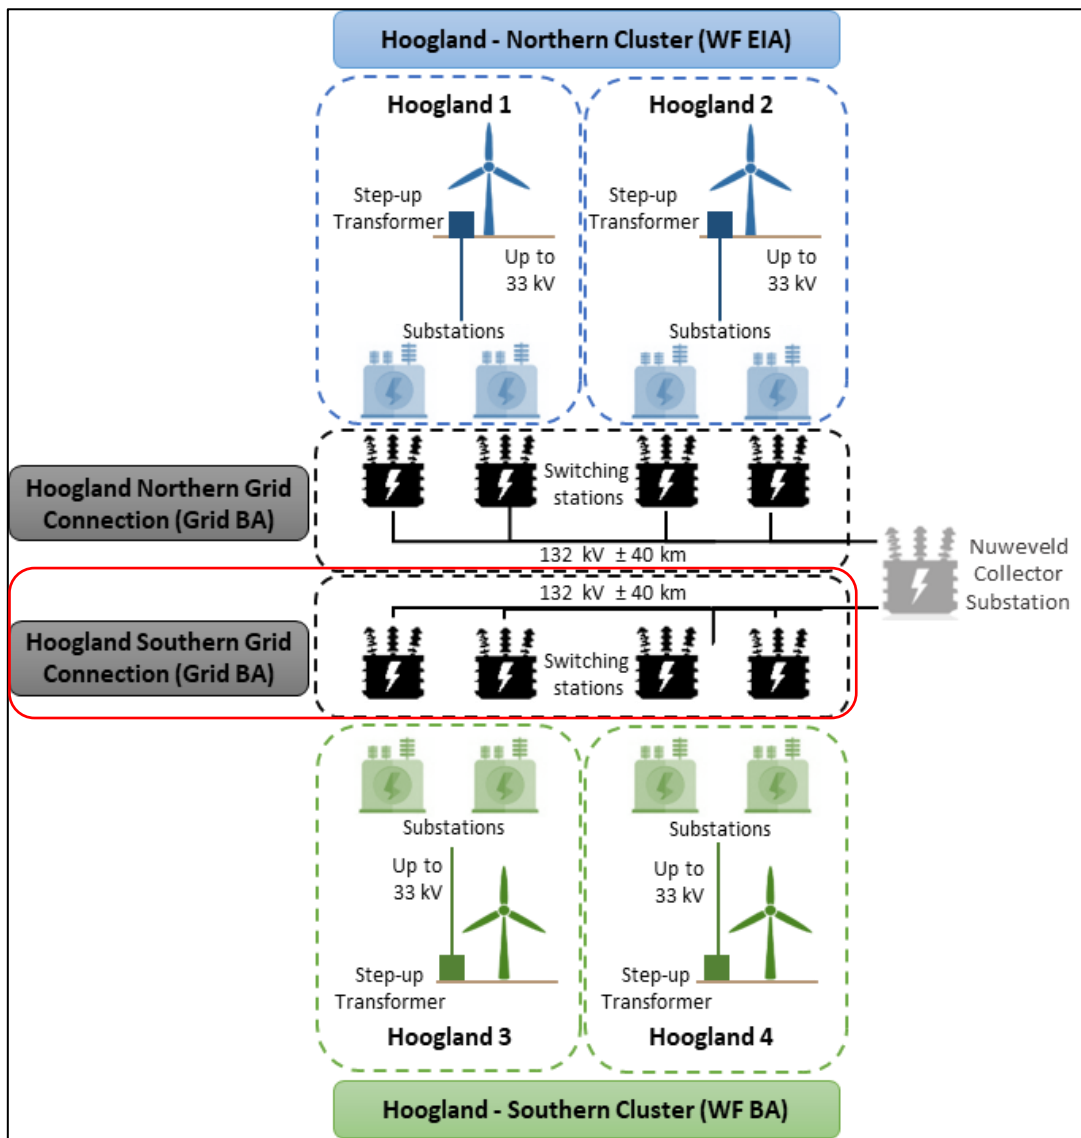 Hoogland - Northern Cluster (WF EIA)
Hoogland 1
Step-up
Transformer
Up to
33 kV
Substations
Hoogland 2
Step-up
Transformer
Up to
33 kV
Substations
Hoogland Northern Grid
Connection (Grid BA)
Switching
stations
132 kV ± 40 km
Nuweveld
Collector
Substation
132 kV ± 40 km
Hoogland Southern Grid
Connection (Grid BA)
Switching
stations
Substations
Up to
33 kV
Step-up
Transformer
Hoogland 3
Substations
Up to
33 kV
Step-up
Transformer
Hoogland 4
Hoogland - Southern Cluster (WF BA)